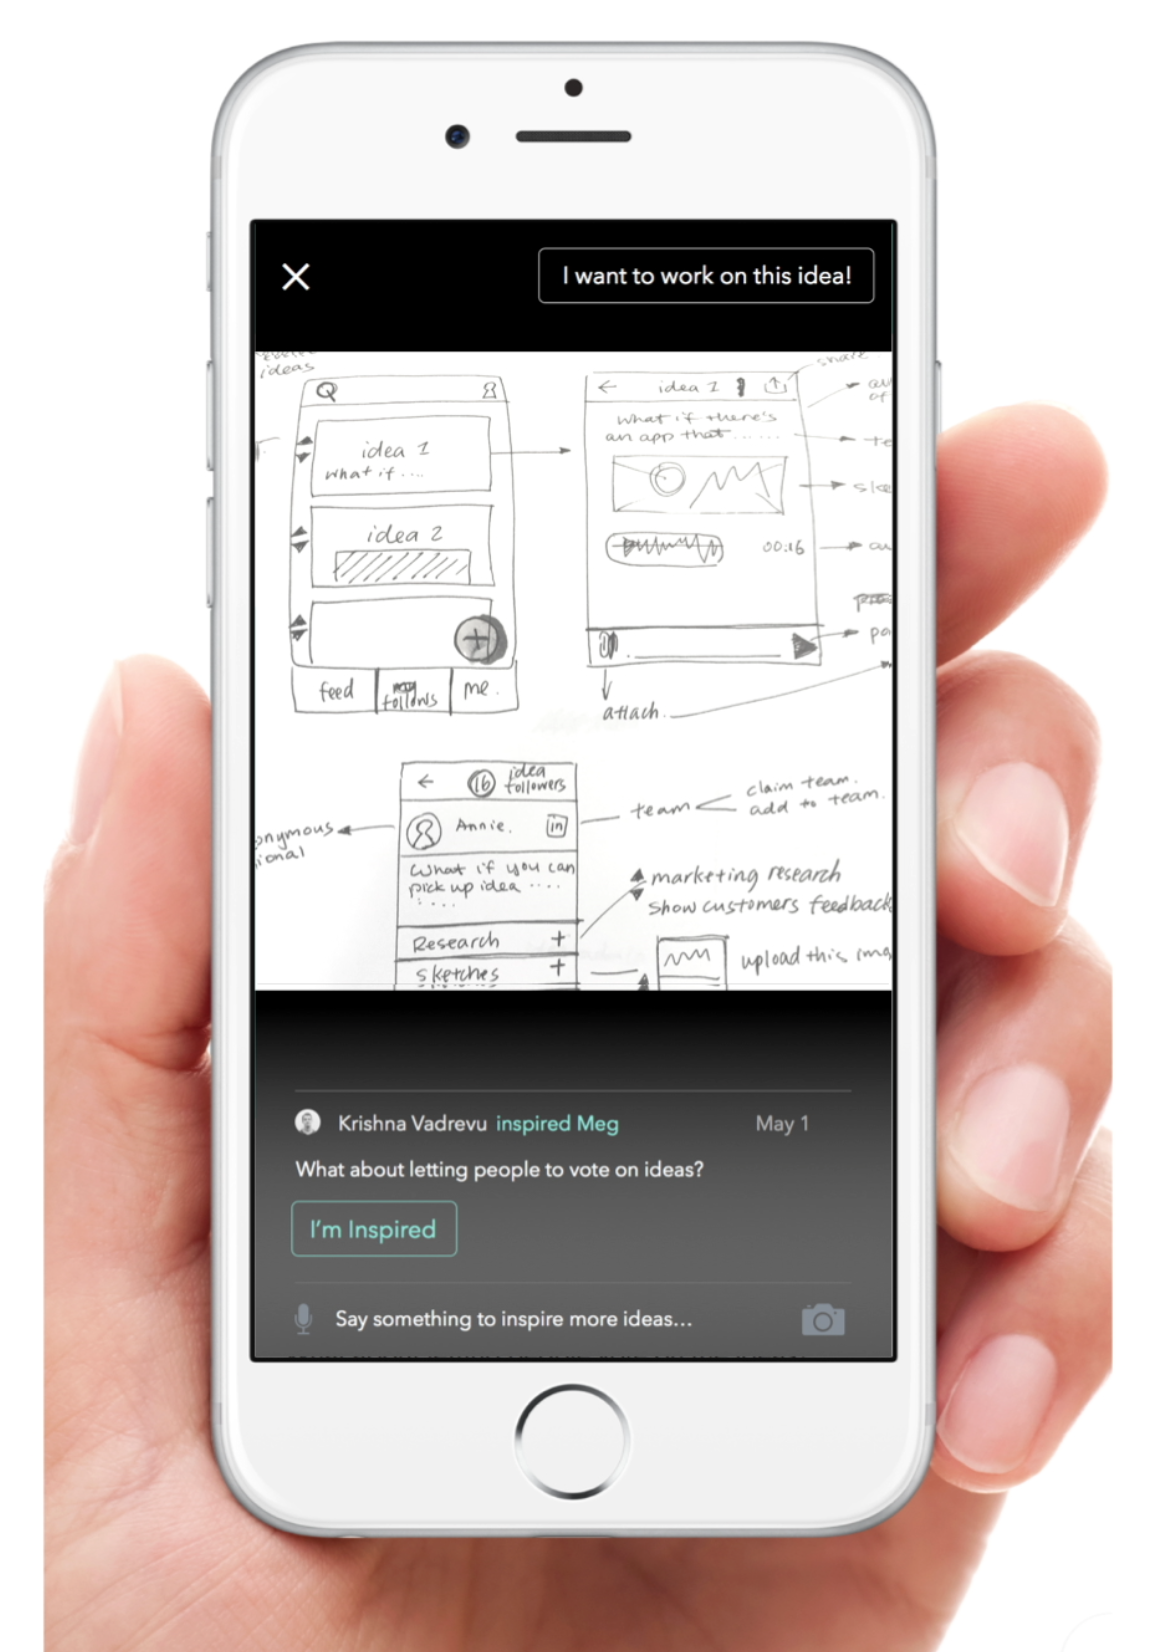 I want to work on this idea!
ideas
share
idea 1
what if ....
idea 2
feed
follows
me.
idea 1
what if there's
an app that ......
00:16
attach.
16 idea
followers
Annie.
in
What if you can
pick up idea ....
Research +
Sketches +
team
claim team.
add to team.
marketing research
show customers feedback
upload this
Krishna Vadrevu inspired Meg May 1
What about letting people to vote on ideas?
I'm Inspired
Say something to inspire more ideas...